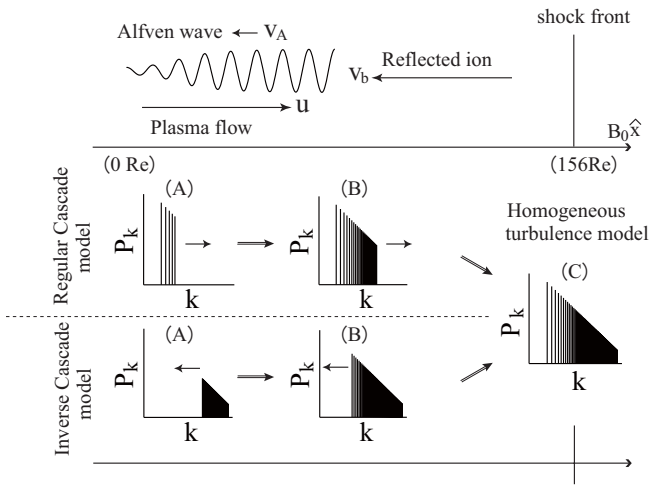 shock front
Alfven wave ← vA
vb
Reflected ion
u
Plasma flow
B0 x̂
(0 Re)
(156Re)
Regular Cascade
model
(A)
Pk
k
(B)
Pk
k
Homogeneous
turbulence model
(C)
Pk
k
Inverse Cascade
model
(A)
Pk
k
(B)
Pk
k